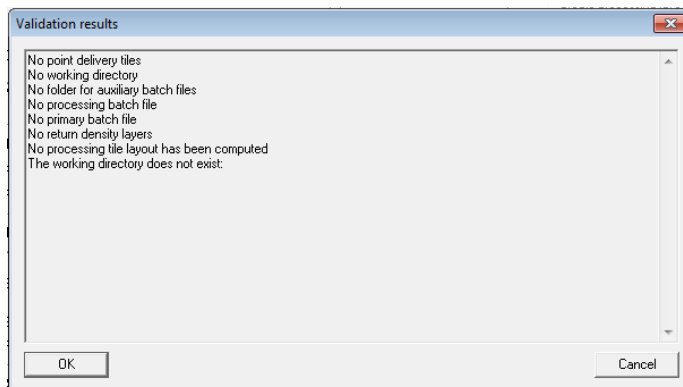 Validation results
No point delivery tiles
No working directory
No folder for auxiliary batch files
No processing batch file
No primary batch file
No return density layers
No processing tile layout has been computed
The working directory does not exist:
OK
Cancel